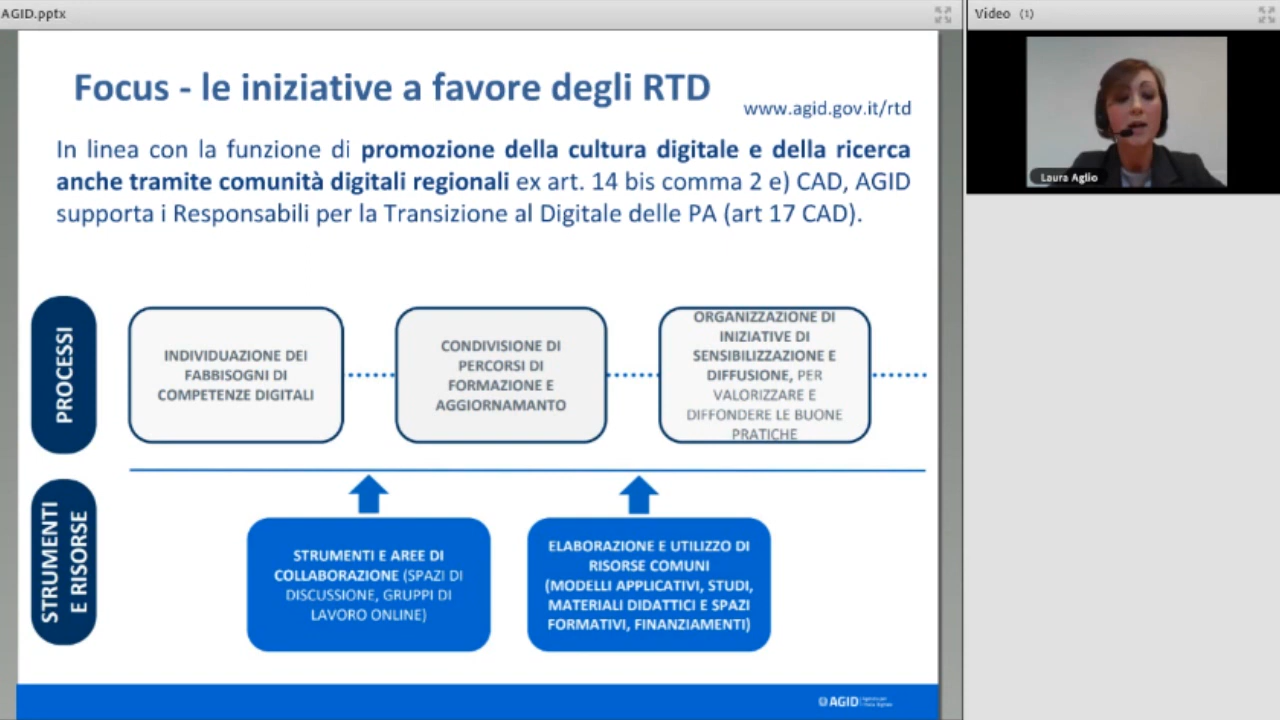 AGID.pptx
Video (1)
Laura Aglio
Focus - le iniziative a favore degli RTD
www.agid.gov.it/rtd
In linea con la funzione di promozione della cultura digitale e della ricerca
anche tramite comunità digitali regionali ex art. 14 bis comma 2 e) CAD, AGID
supporta i Responsabili per la Transizione al Digitale delle PA (art 17 CAD).
PROCESSI
INDIVIDUAZIONE DEI
FABBISOGNI DI
COMPETENZE DIGITALI
CONDIVISIONE DI
PERCORSI DI
FORMAZIONE E
AGGIORNAMANTO
ORGANIZZAZIONE DI
INIZIATIVE DI
SENSIBILIZZAZIONE E
DIFFUSIONE, PER
VALORIZZARE E
DIFFONDERE LE BUONE
PRATICHE
STRUMENTI
E RISORSE
STRUMENTI E AREE DI
COLLABORAZIONE (SPAZI DI
DISCUSSIONE, GRUPPI DI
LAVORO ONLINE)
ELABORAZIONE E UTILIZZO DI
RISORSE COMUNI
(MODELLI APPLICATIVI, STUDI,
MATERIALI DIDATTICI E SPAZI
FORMATIVI, FINANZIAMENTI)
AGID